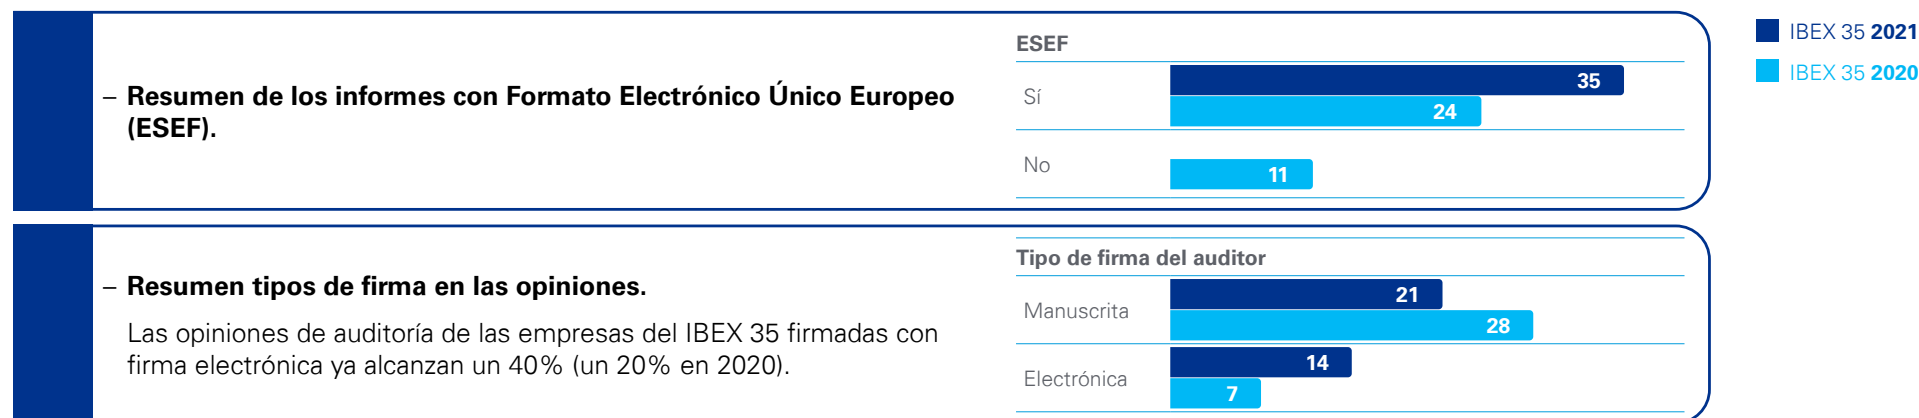 – Resumen de los informes con Formato Electrónico Único Europeo
(ESEF).
ESEF
Sí
35
24
No
11
IBEX 35 2021
IBEX 35 2020
– Resumen tipos de firma en las opiniones.
Las opiniones de auditoría de las empresas del IBEX 35 firmadas con
firma electrónica ya alcanzan un 40% (un 20% en 2020).
Tipo de firma del auditor
Manuscrita
21
28
Electrónica
14
7